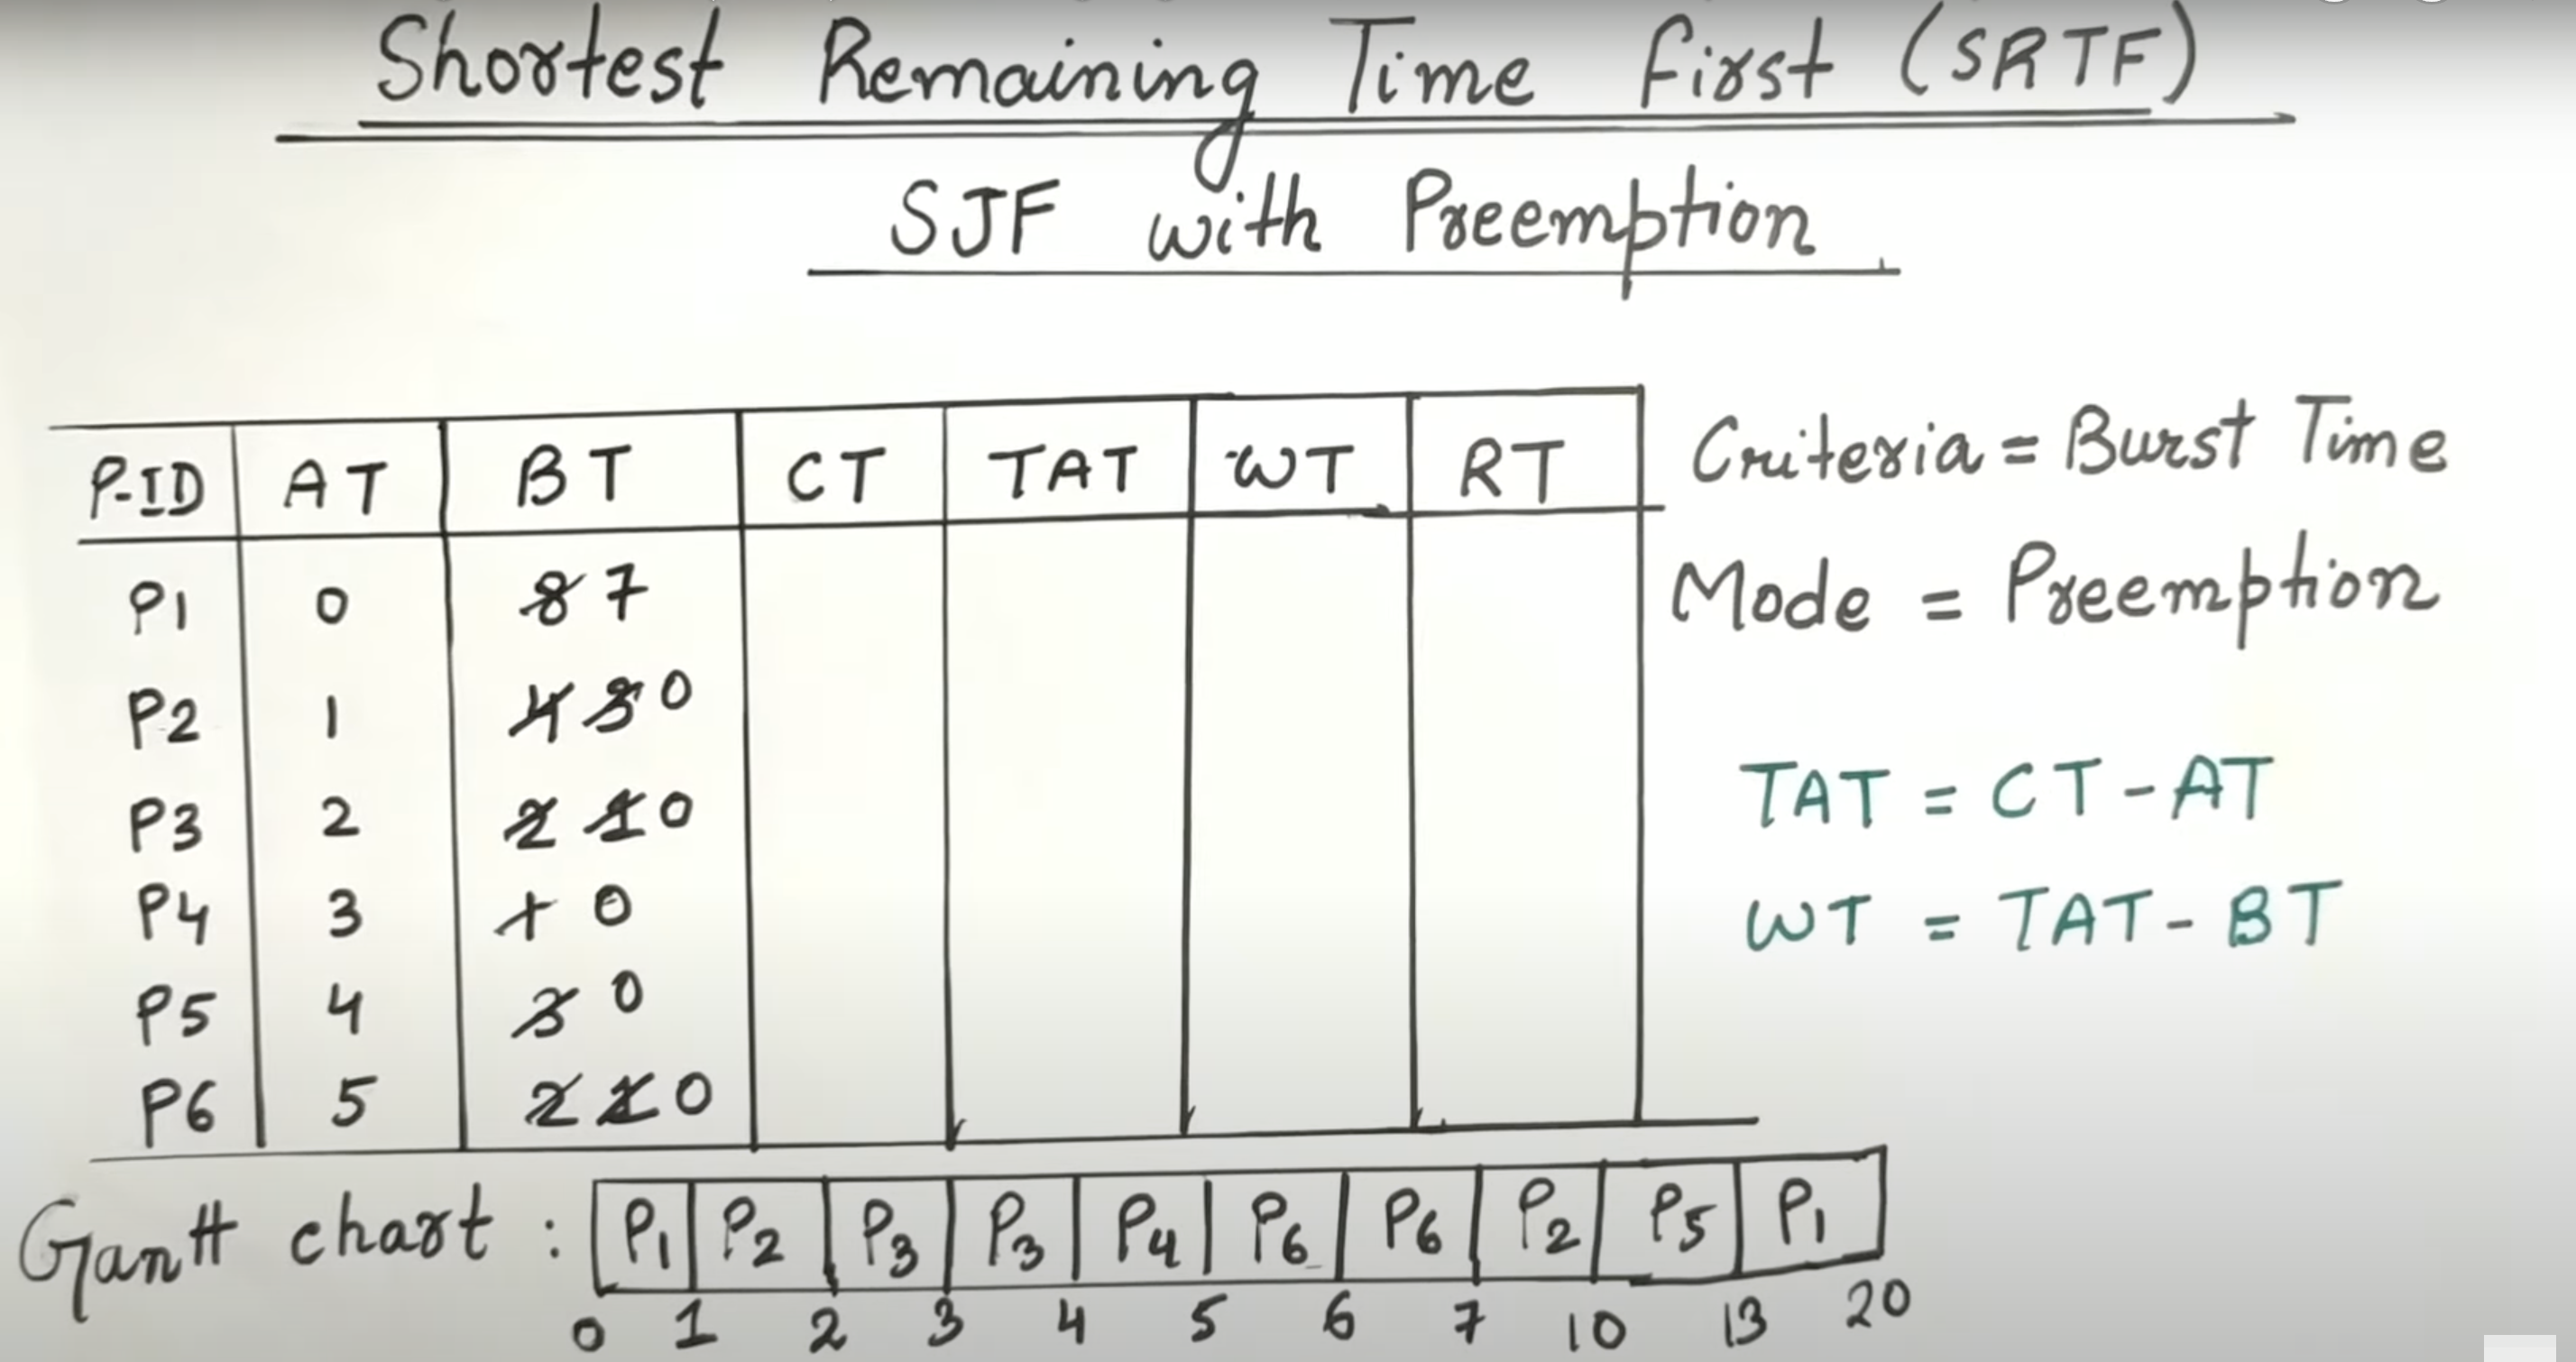 Shortest Remaining Time First (SRTF)
SJF with Preemption
P-ID AT BT CT TAT WT RT
Criteria = Burst Time
P1 0 8 7
Mode = Preemption
P2 1 4 3 0
P3 2 2 1 0
TAT = CT - AT
P4 3 1 0
WT = TAT - BT
P5 4 3 0
P6 5 2 1 0
Gantt chart : P1 P2 P3 P3 P4 P6 P6 P2 P5 P1
0 1 2 3 4 5 6 7 10 13 20